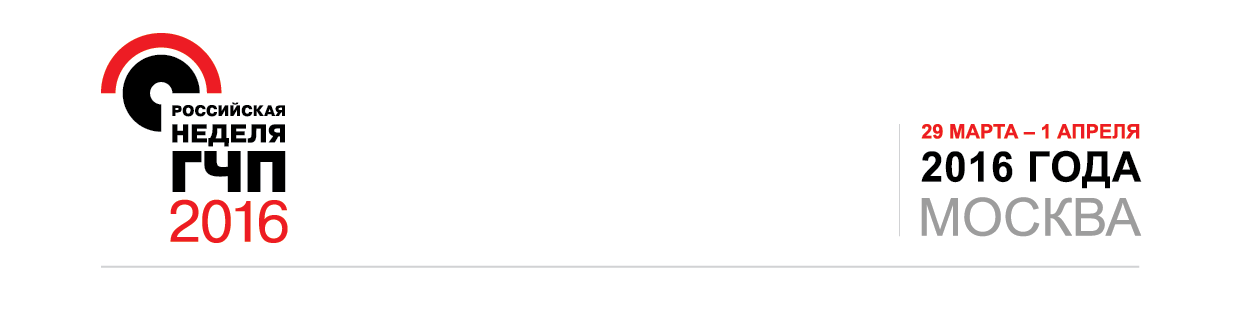 РОССИЙСКАЯ
НЕДЕЛЯ
ГЧП
2016
29 МАРТА – 1 АПРЕЛЯ
2016 ГОДА
МОСКВА